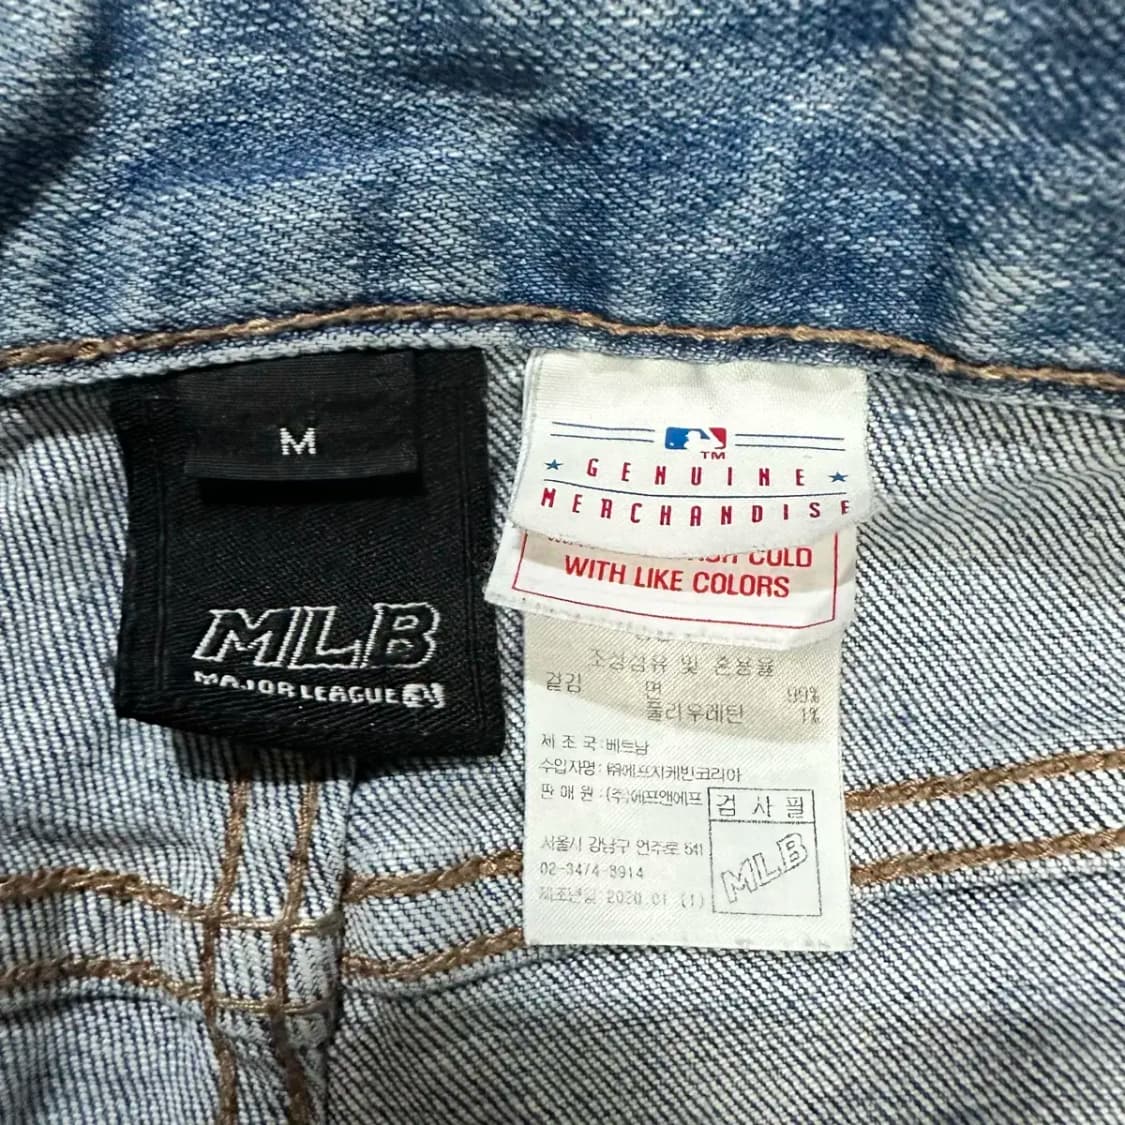 M
MLB
MAJOR LEAGUE
TM
GENUINE
MERCHANDISE
COLD
WITH LIKE COLORS
조성섬유 및 혼용율
겉감 면 99%
폴리우레탄 1%
제 조 국 : 베트남
수입자명 : ㈜에프지케빈코리아
판 매 원 : (주)에프앤에프
검 사 필
MLB
서울시 강남구 언주로 541
02-3474-8914
제조년월 2020.01 (1)